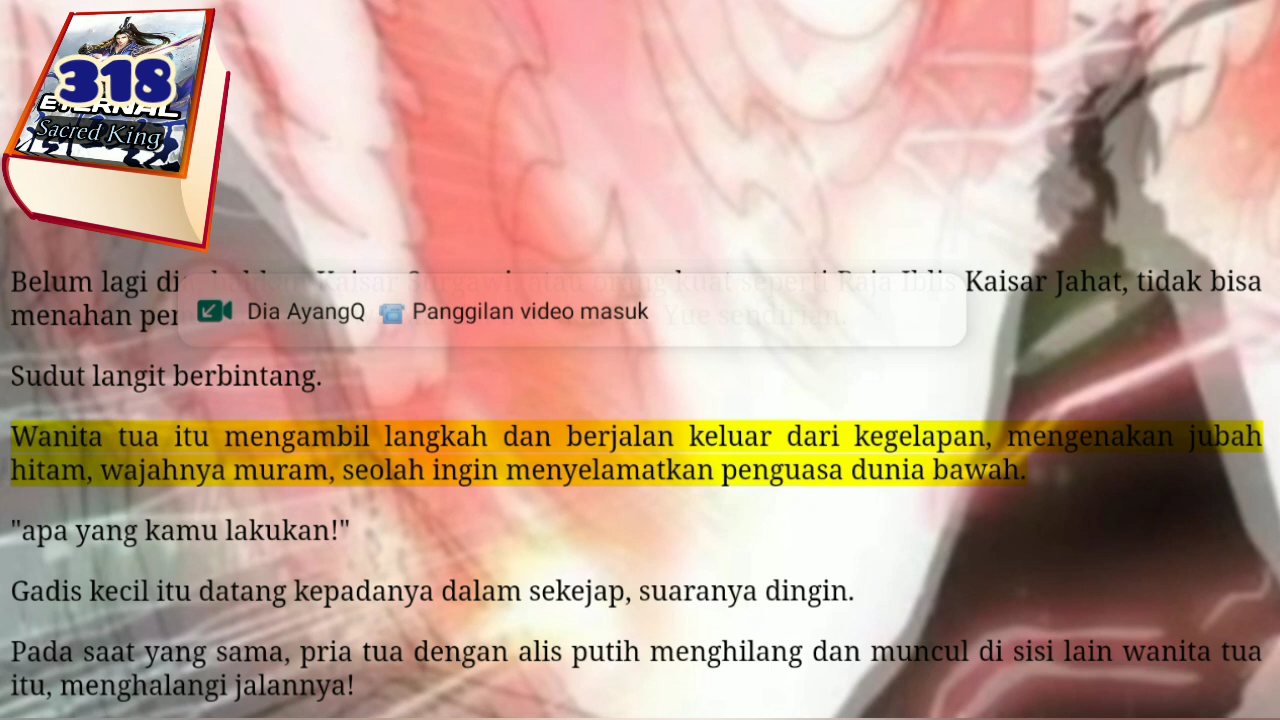 318
ETERNAL
Sacred King
Belum lagi Kaisar Jahat, tidak bisa
menahan sendirian.
Dia AyangQ Panggilan video masuk
Sudut langit berbintang.
Wanita tua itu mengambil langkah dan berjalan keluar dari kegelapan, mengenakan jubah
hitam, wajahnya muram, seolah ingin menyelamatkan penguasa dunia bawah.
"apa yang kamu lakukan!"
Gadis kecil itu datang kepadanya dalam sekejap, suaranya dingin.
Pada saat yang sama, pria tua dengan alis putih menghilang dan muncul di sisi lain wanita tua
itu, menghalangi jalannya!